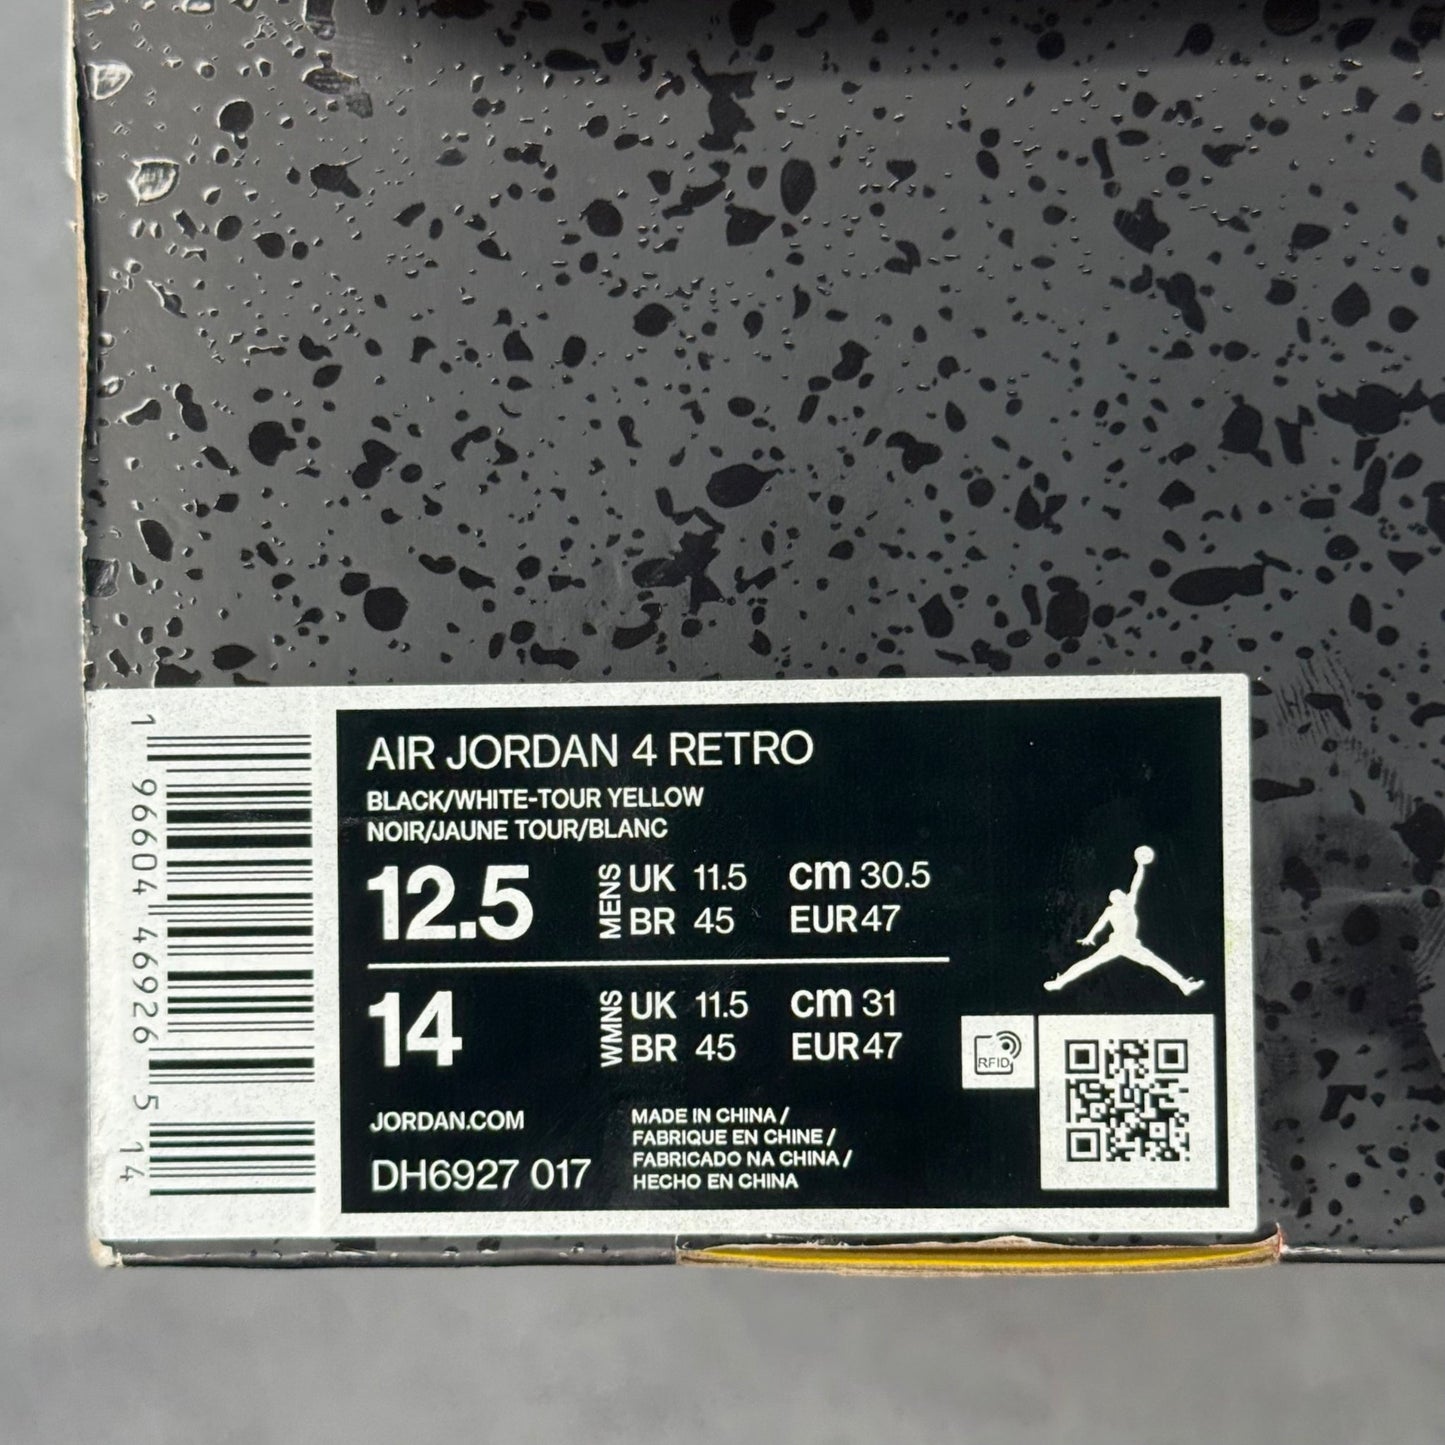 AIR JORDAN 4 RETRO
BLACK/WHITE-TOUR YELLOW
NOIR/JAUNE TOUR/BLANC
12.5 MENS UK 11.5 cm 30.5
BR 45 EUR 47
14 WMNS UK 11.5 cm 31
BR 45 EUR 47
JORDAN.COM
DH6927 017
MADE IN CHINA /
FABRIQUE EN CHINE /
FABRICADO NA CHINA /
HECHO EN CHINA
RFID
1 96604 46926 5 14